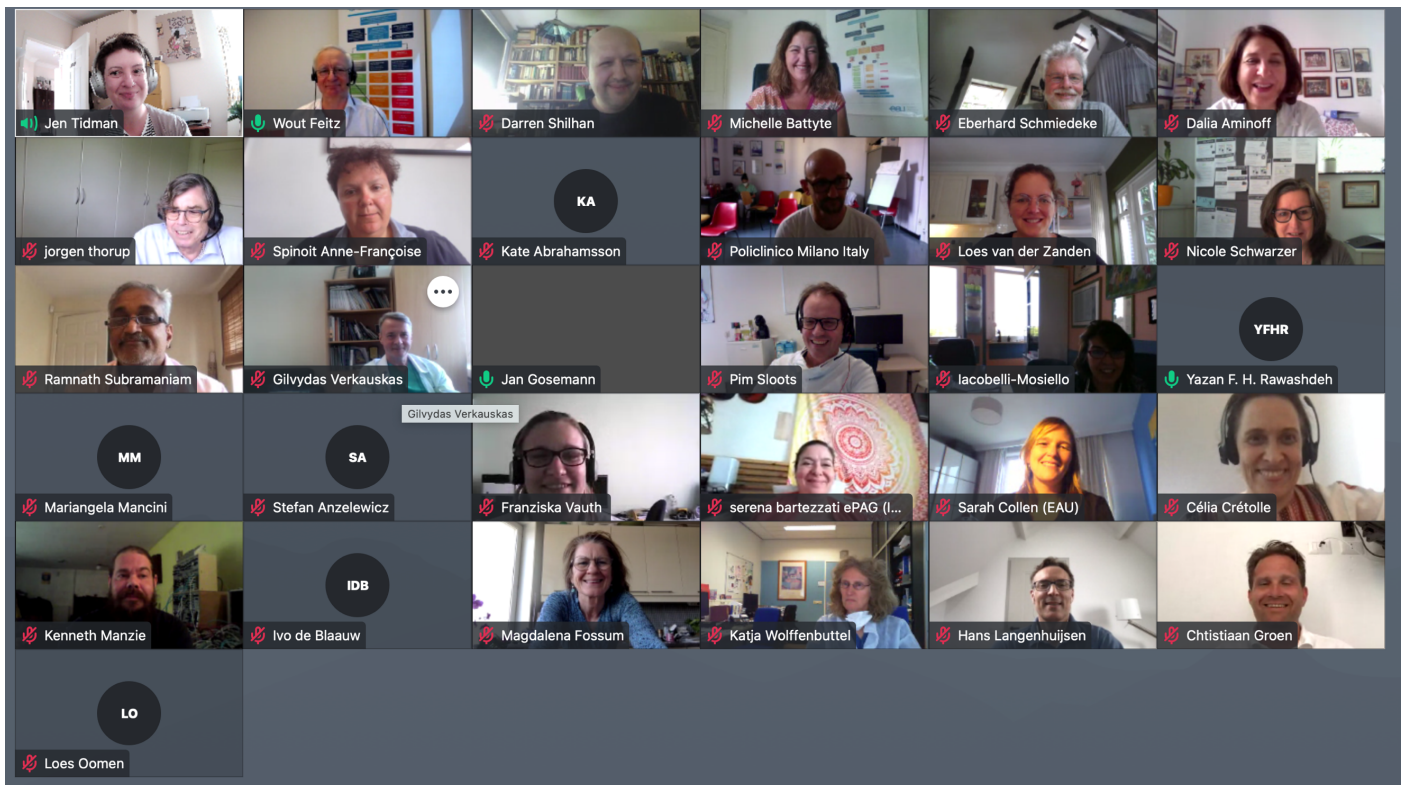 Jen Tidman
Wout Feitz
Darren Shilhan
Michelle Battyte
Eberhard Schmiedeke
Dalia Aminoff
jorgen thorup
Spinoit Anne-Françoise
KA
Kate Abrahamsson
Policlinico Milano Italy
Loes van der Zanden
Nicole Schwarzer
Ramnath Subramaniam
Gilvydas Verkauskas
Jan Gosemann
Pim Sloots
Iacobelli-Mosiello
YFHR
Yazan F. H. Rawashdeh
Gilvydas Verkauskas
MM
Mariangela Mancini
SA
Stefan Anzelewicz
Franziska Vauth
serena bartezzati ePAG (I...
Sarah Collen (EAU)
Célia Crétolle
Kenneth Manzie
IDB
Ivo de Blaauw
Magdalena Fossum
Katja Wolffenbuttel
Hans Langenhuijsen
Chtistiaan Groen
LO
Loes Oomen